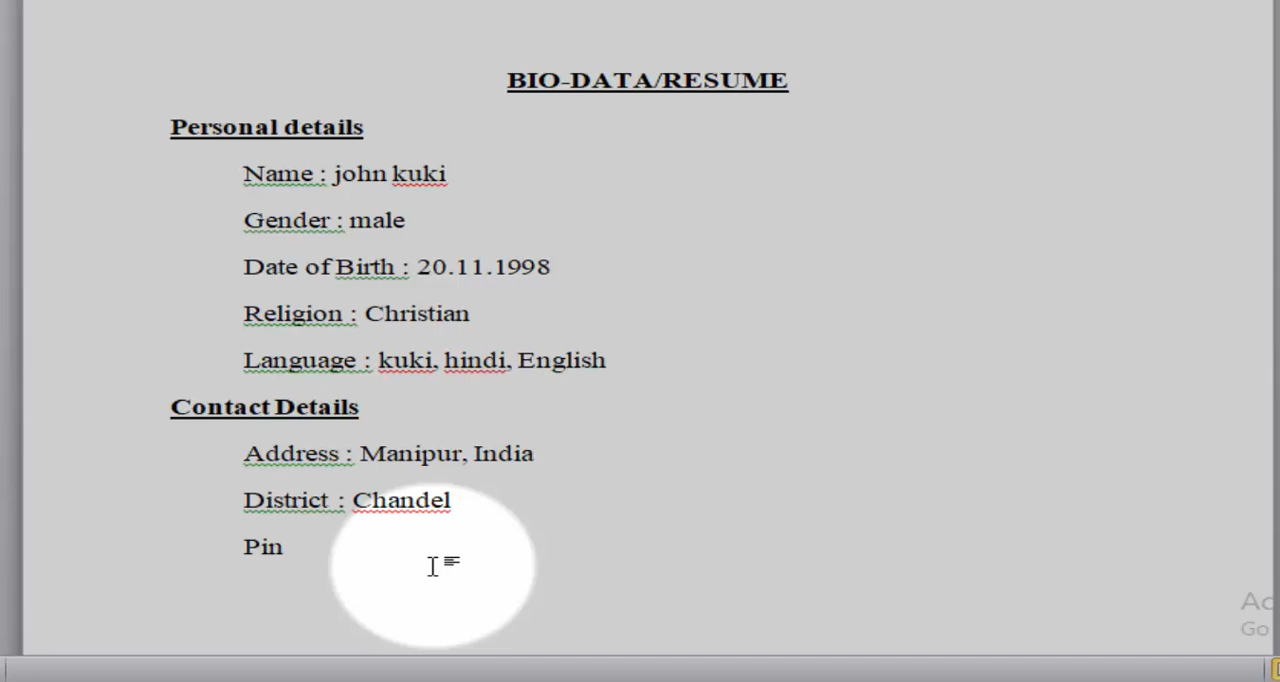 BIO-DATA/RESUME
Personal details
Name : john kuki
Gender : male
Date of Birth : 20.11.1998
Religion : Christian
Language : kuki, hindi, English
Contact Details
Address : Manipur, India
District : Chandel
Pin
Go